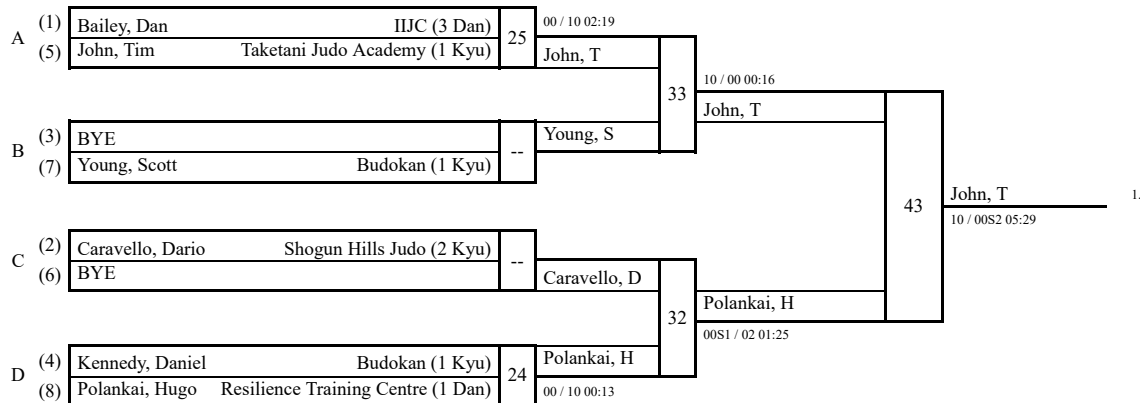 (1) Bailey, Dan IIJC (3 Dan)
A
(5) John, Tim Taketani Judo Academy (1 Kyu)
25
00 / 10 02:19
John, T
(3) BYE
B
(7) Young, Scott Budokan (1 Kyu)
--
Young, S
33
10 / 00 00:16
John, T
(2) Caravello, Dario Shogun Hills Judo (2 Kyu)
C
(6) BYE
--
Caravello, D
(4) Kennedy, Daniel Budokan (1 Kyu)
D
(8) Polankai, Hugo Resilience Training Centre (1 Dan)
24
Polankai, H
00 / 10 00:13
32
Polankai, H
00S1 / 02 01:25
43
John, T
10 / 00S2 05:29
1.